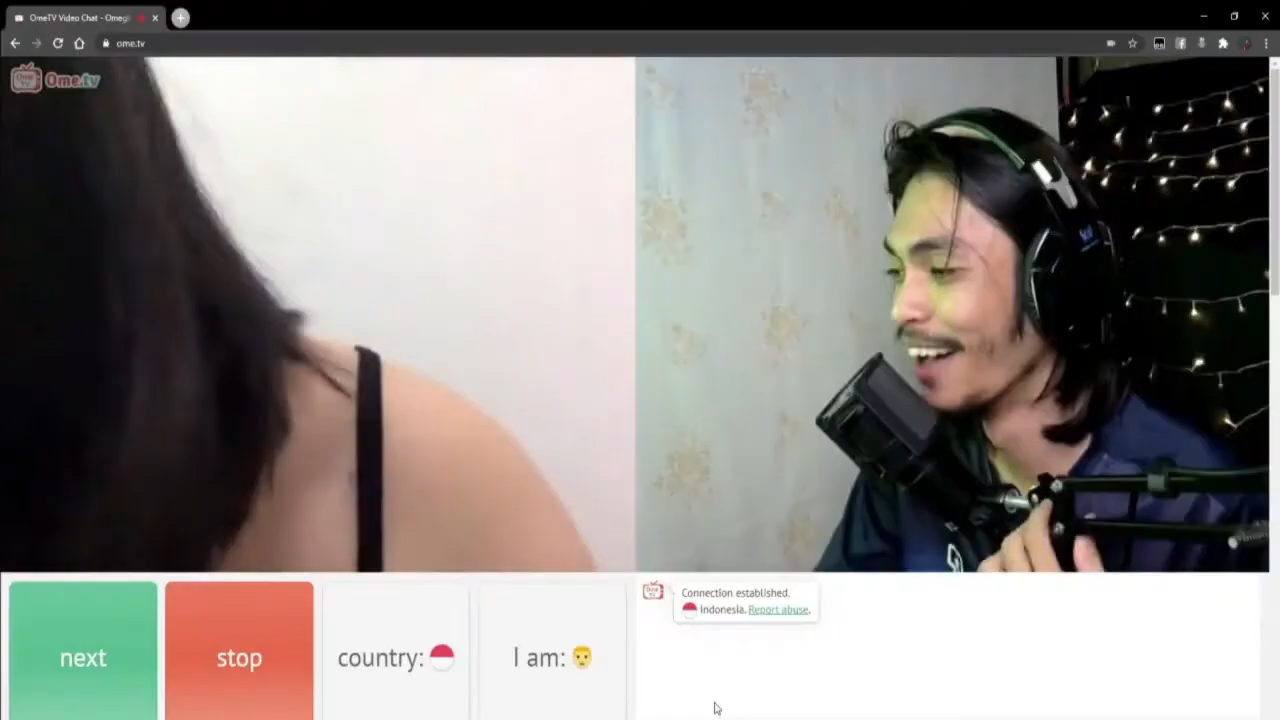 OmeTV Video Chat - Omegl
ome.tv
Ome.tv
next
stop
country:
I am:
Connection established.
Indonesia. Report abuse.